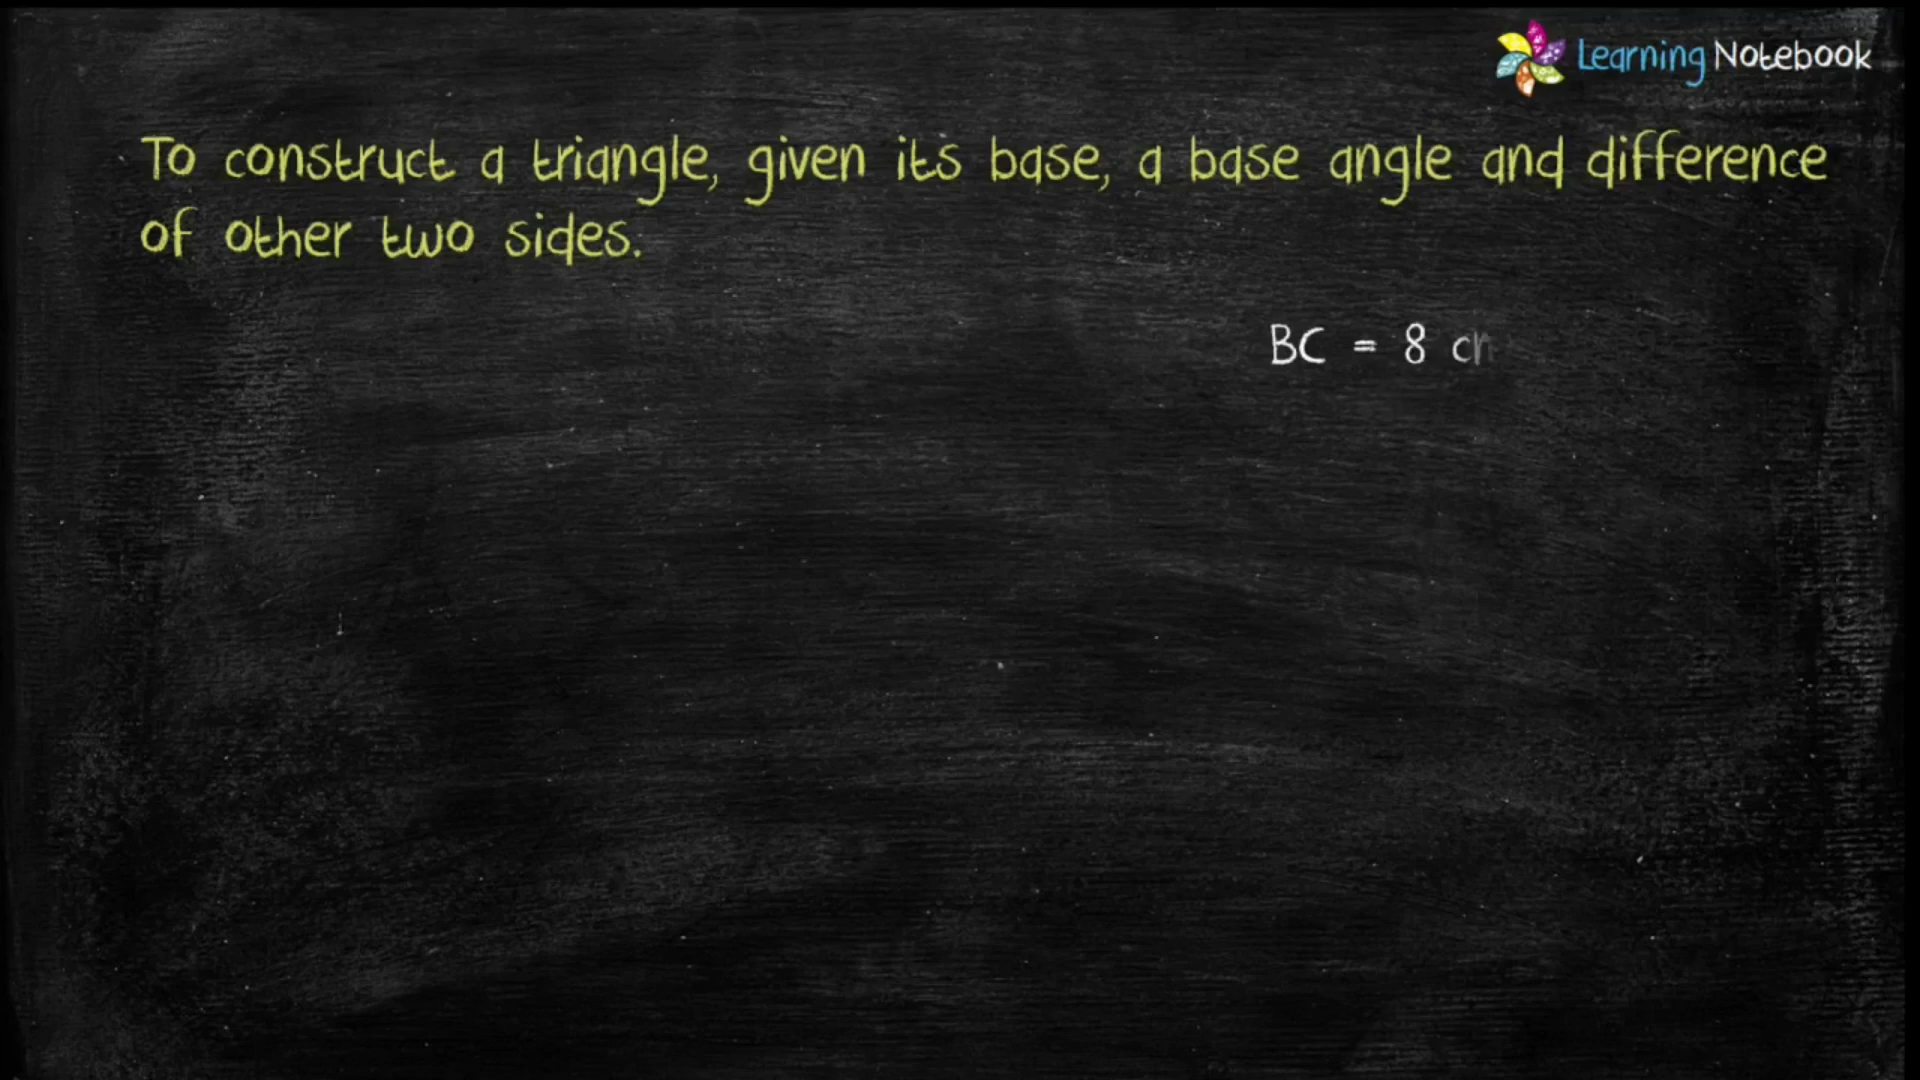 Learning Notebook
To construct a triangle, given its base, a base angle and difference
of other two sides.
BC = 8